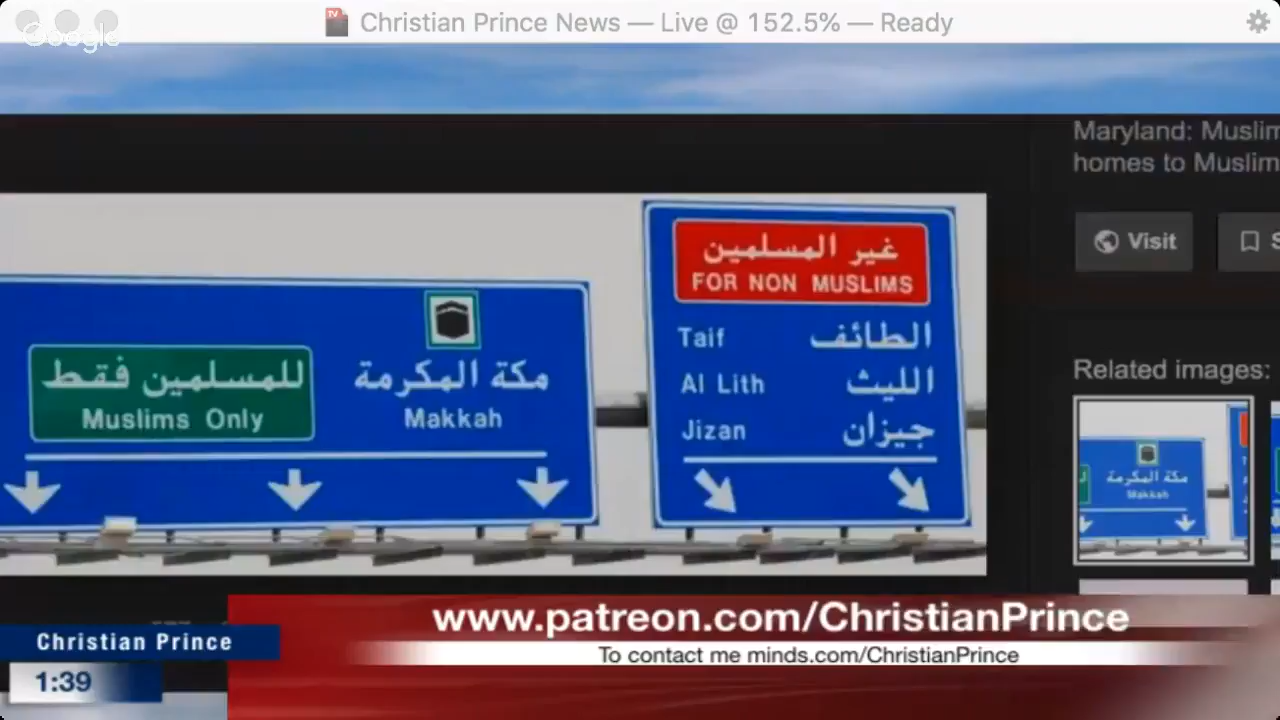 TV
Christian Prince News — Live @ 152.5% — Ready
Google
Maryland: Muslim
homes to Muslim
Visit
S
غير المسلمين
FOR NON MUSLIMS
Taif الطائف
Al Lith الليث
Jizan جيزان
للمسلمين فقط
Muslims Only
مكة المكرمة
Makkah
Related images:
مكة المكرمة
Makkah
www.patreon.com/ChristianPrince
To contact me minds.com/ChristianPrince
Christian Prince
1:39